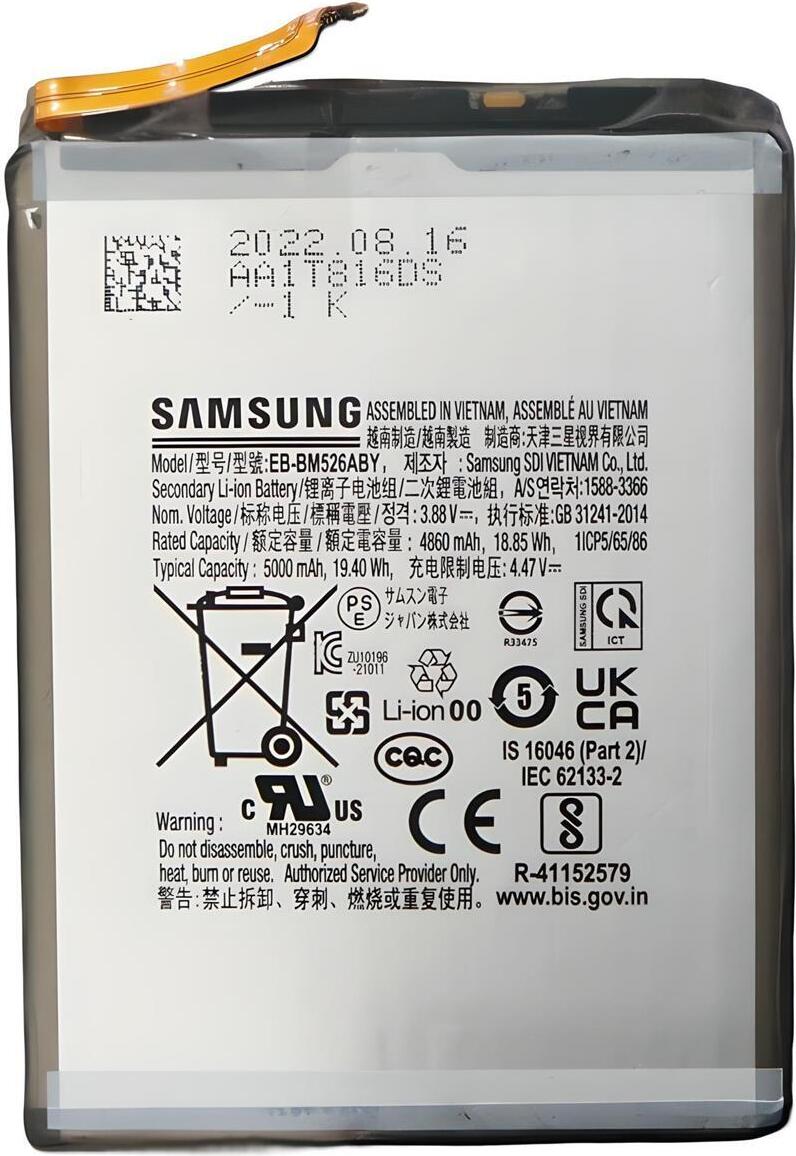 2022.08.16
AA1T816DS
/-1 K
SAMSUNG ASSEMBLED IN VIETNAM, ASSEMBLÉ AU VIETNAM
越南制造/越南製造 制造商:天津三星视界有限公司
Model/型号/型號:EB-BM526ABY, 제조자 : Samsung SDI VIETNAM Co., Ltd.
Secondary Li-ion Battery/锂离子电池组/二次鋰電池組, A/S연락처:1588-3366
Nom. Voltage/标称电压/標稱電壓/정격:3.88V⎓, 执行标准:GB 31241-2014
Rated Capacity/额定容量/額定電容量: 4860 mAh, 18.85 Wh, 1ICP5/65/86
Typical Capacity: 5000 mAh, 19.40 Wh, 充电限制电压: 4.47V⎓
PS
E
サムスン電子
ジャパン株式会社
R33475
SAMSUNG SDI
ICT
ZU10196
-21011
Li-ion 00
5
UK
CA
CQC
IS 16046 (Part 2)/
IEC 62133-2
C RU® US
MH29634
CE
Warning :
Do not disassemble, crush, puncture,
heat, burn or reuse. Authorized Service Provider Only.
警告:禁止拆卸、穿刺、燃烧或重复使用。
R-41152579
www.bis.gov.in